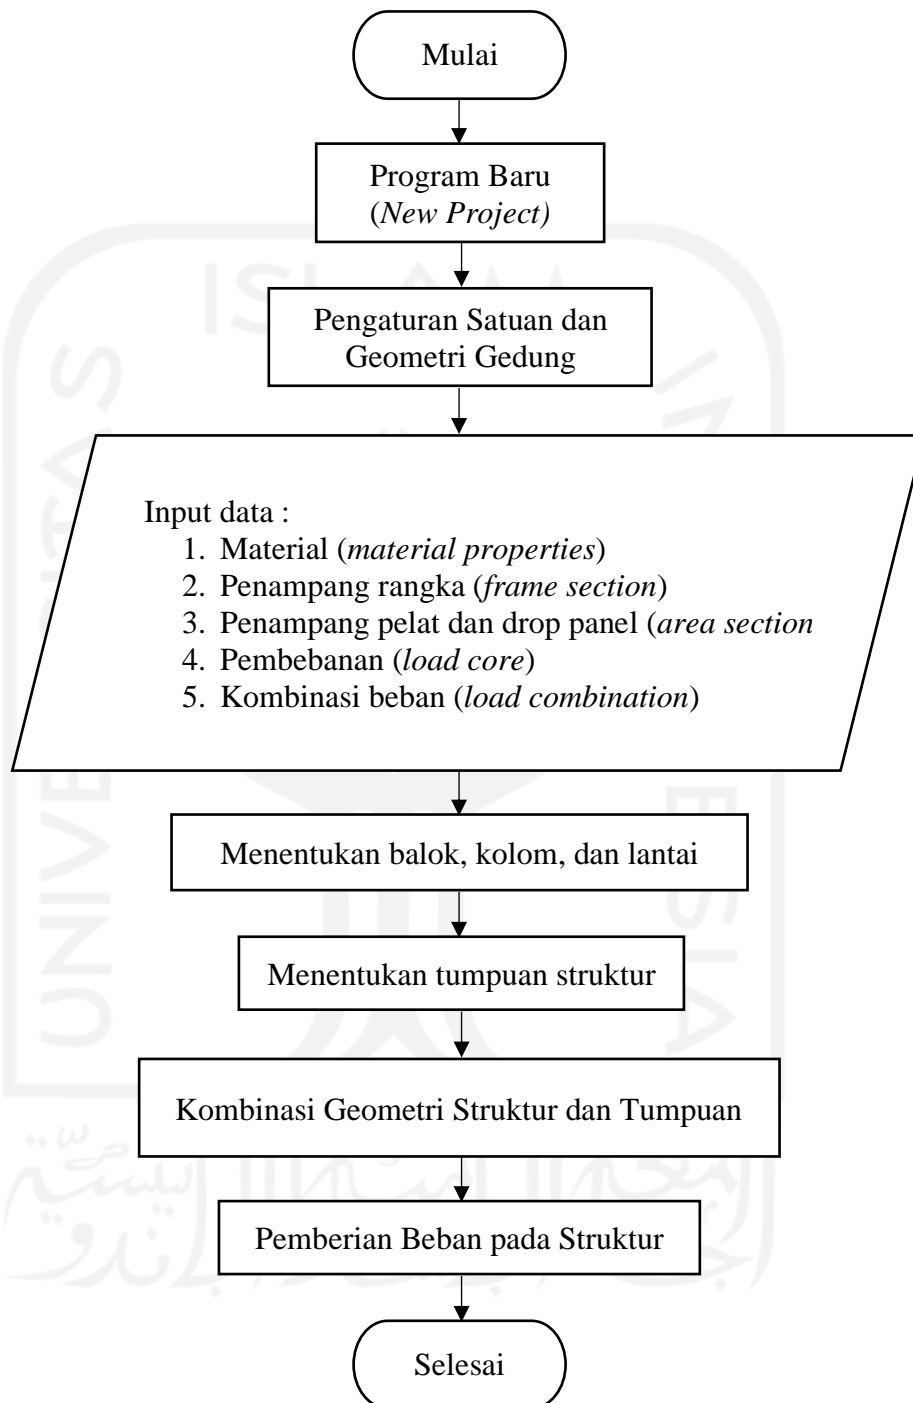 Mulai
Program Baru
(New Project)
Pengaturan Satuan dan
Geometri Gedung
Input data :
1. Material (material properties)
2. Penampang rangka (frame section)
3. Penampang pelat dan drop panel (area section
4. Pembebanan (load core)
5. Kombinasi beban (load combination)
Menentukan balok, kolom, dan lantai
Menentukan tumpuan struktur
Kombinasi Geometri Struktur dan Tumpuan
Pemberian Beban pada Struktur
Selesai